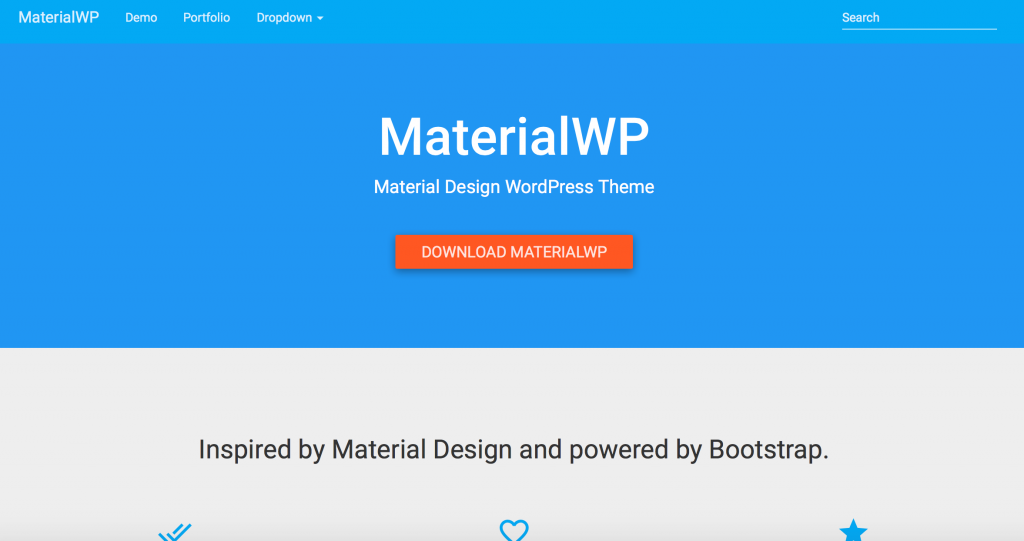 MaterialWP Demo Portfolio Dropdown Search
MaterialWP
Material Design WordPress Theme
DOWNLOAD MATERIALWP
Inspired by Material Design and powered by Bootstrap.